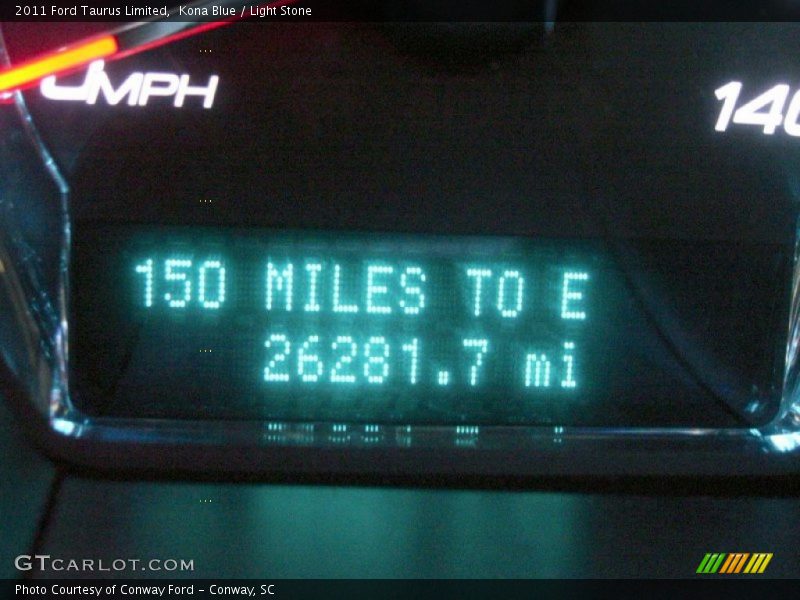 2011 Ford Taurus Limited,  Kona Blue / Light Stone
MPH
140
150 MILES TO E
26281.7 mi
GTCARLOT.COM
Photo Courtesy of Conway Ford - Conway, SC